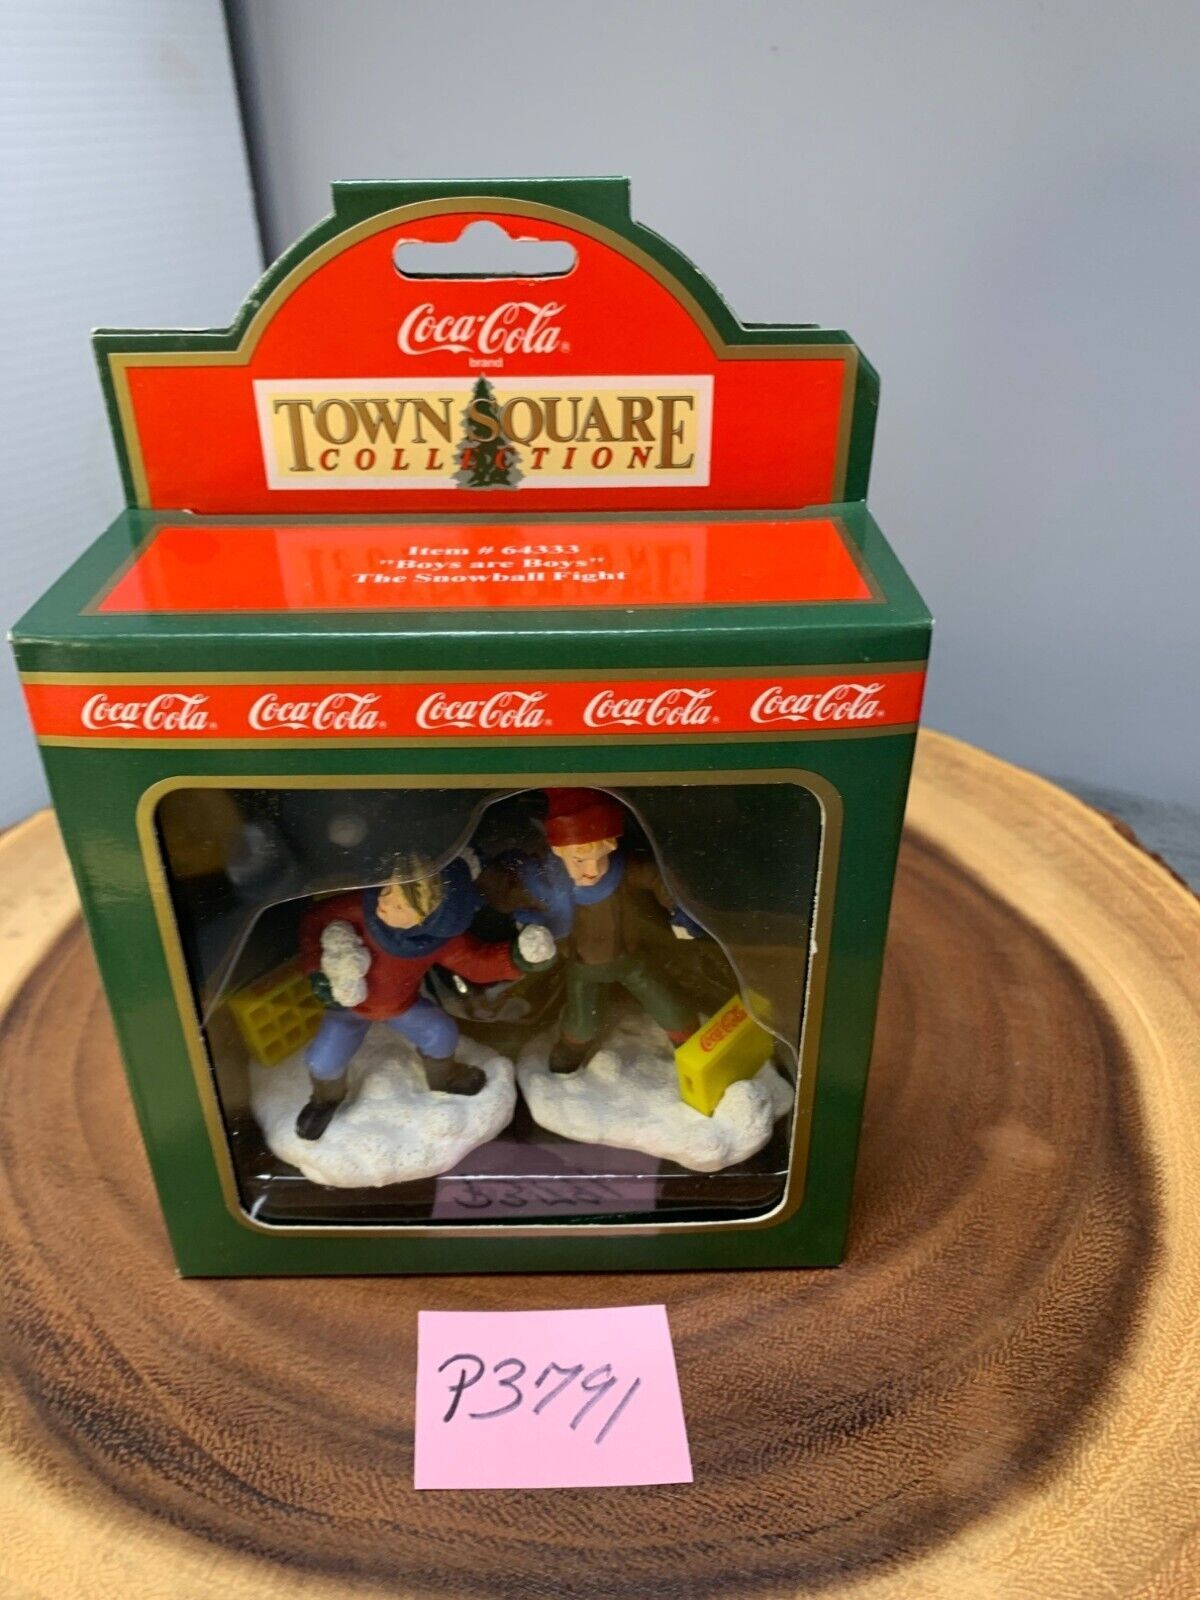 Coca-Cola
brand
TOWN SQUARE
COLLECTION
Item # 64333
"Boys are Boys"
The Snowball Fight
Coca-Cola Coca-Cola Coca-Cola Coca-Cola Coca-Cola
Coca-Cola
P3791